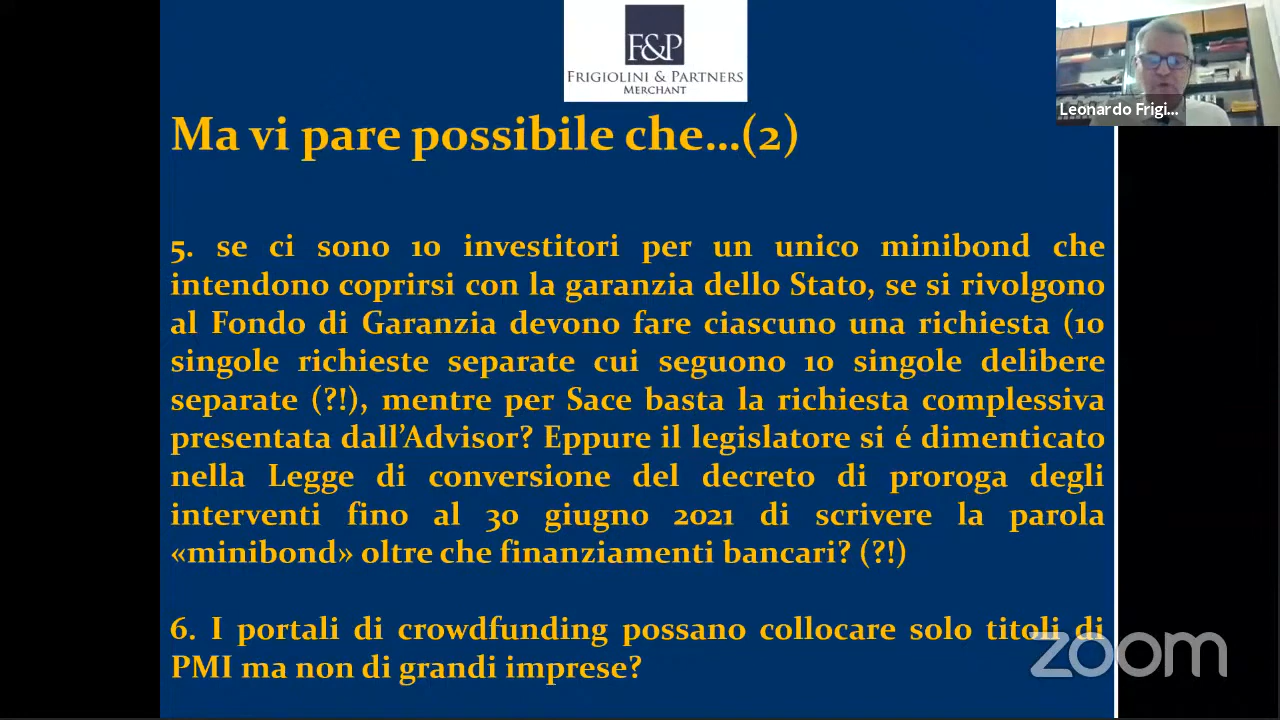 F&P
FRIGIOLINI & PARTNERS
MERCHANT
Leonardo Frigi...
Ma vi pare possibile che...(2)
5. se ci sono 10 investitori per un unico minibond che
intendono coprirsi con la garanzia dello Stato, se si rivolgono
al Fondo di Garanzia devono fare ciascuno una richiesta (10
singole richieste separate cui seguono 10 singole delibere
separate (?!), mentre per Sace basta la richiesta complessiva
presentata dall’Advisor? Eppure il legislatore si é dimenticato
nella Legge di conversione del decreto di proroga degli
interventi fino al 30 giugno 2021 di scrivere la parola
«minibond» oltre che finanziamenti bancari? (?!)
6. I portali di crowdfunding possano collocare solo titoli di
PMI ma non di grandi imprese?
zoom